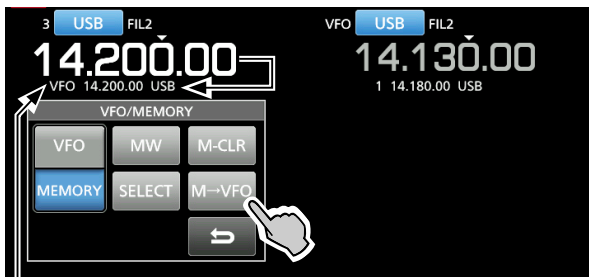 3 USB FIL2
14.200.00
VFO 14.200.00 USB
VFO/MEMORY
VFO MW M-CLR
MEMORY SELECT M→VFO
VFO USB FIL2
14.130.00
1 14.180.00 USB